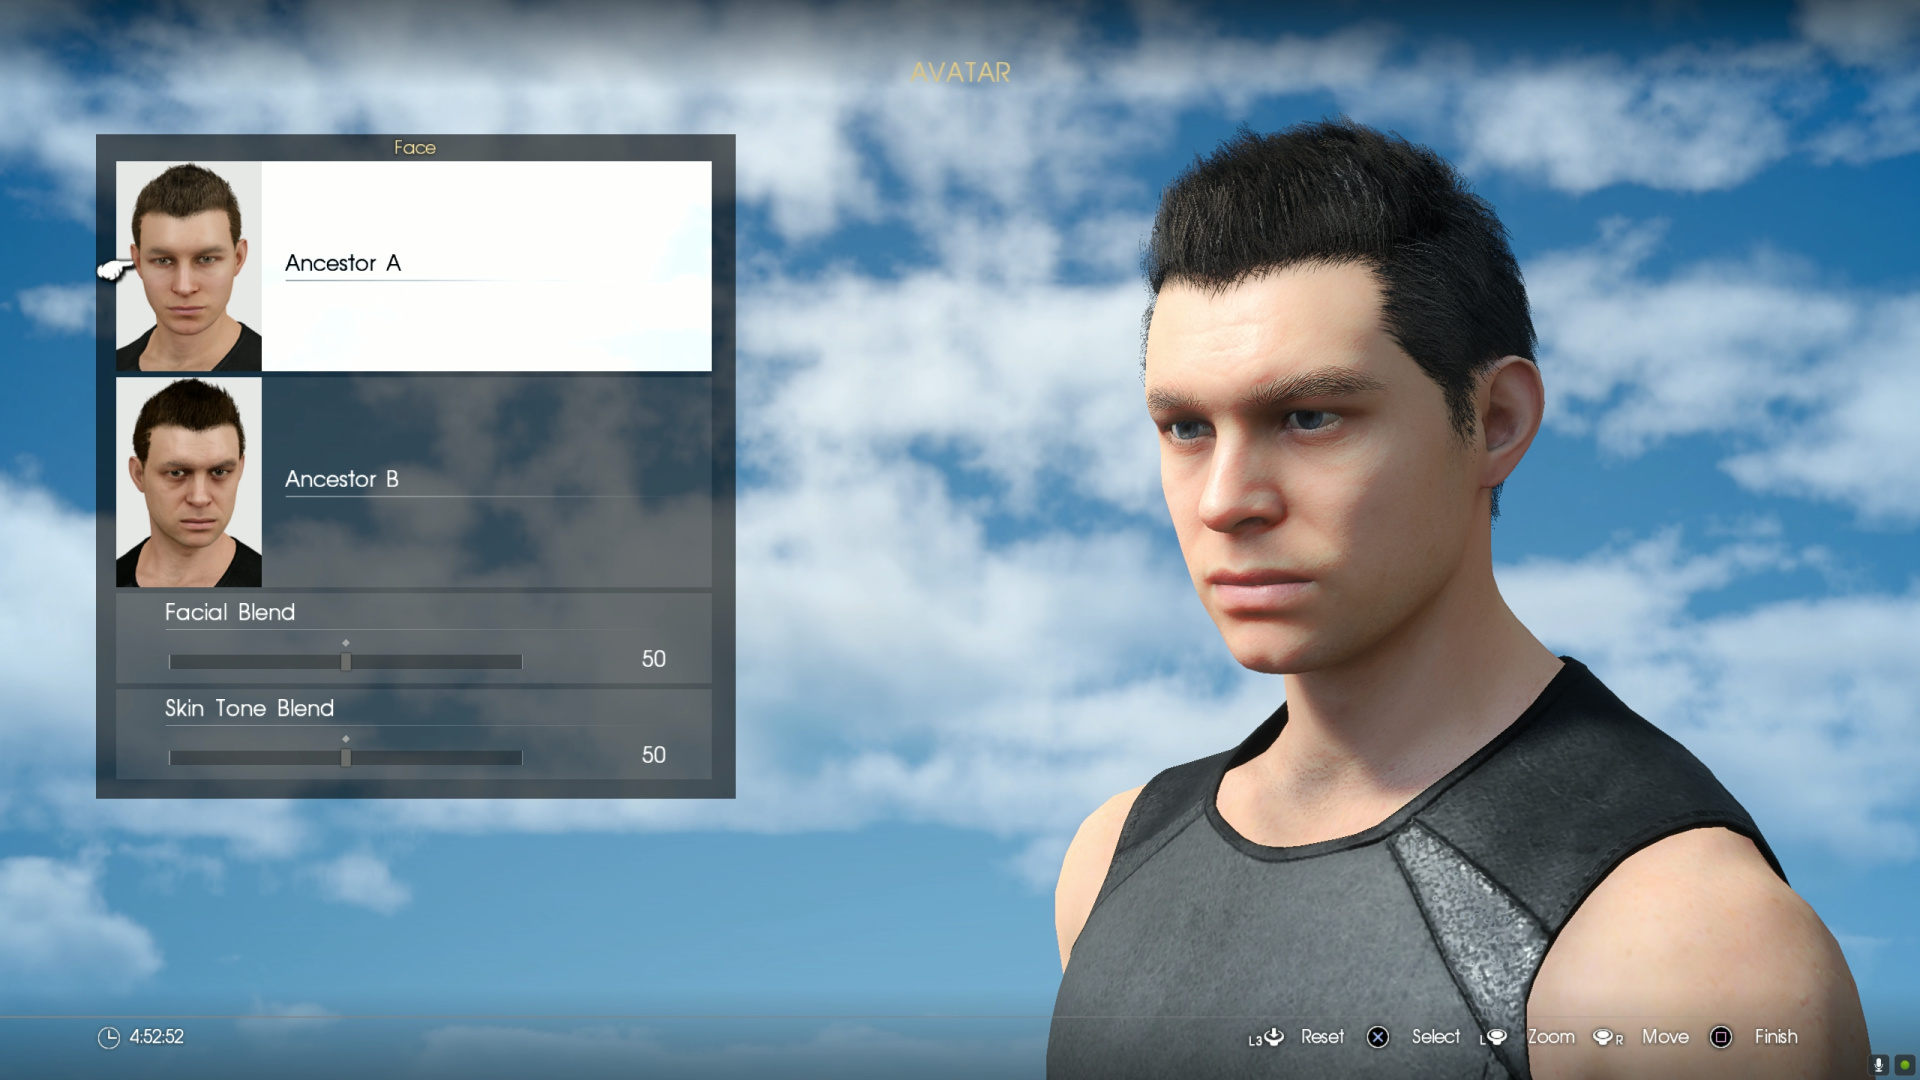 AVATAR
Face
Ancestor A
Ancestor B
Facial Blend
50
Skin Tone Blend
50
4:52:52
L3 Reset Select L Zoom R Move Finish